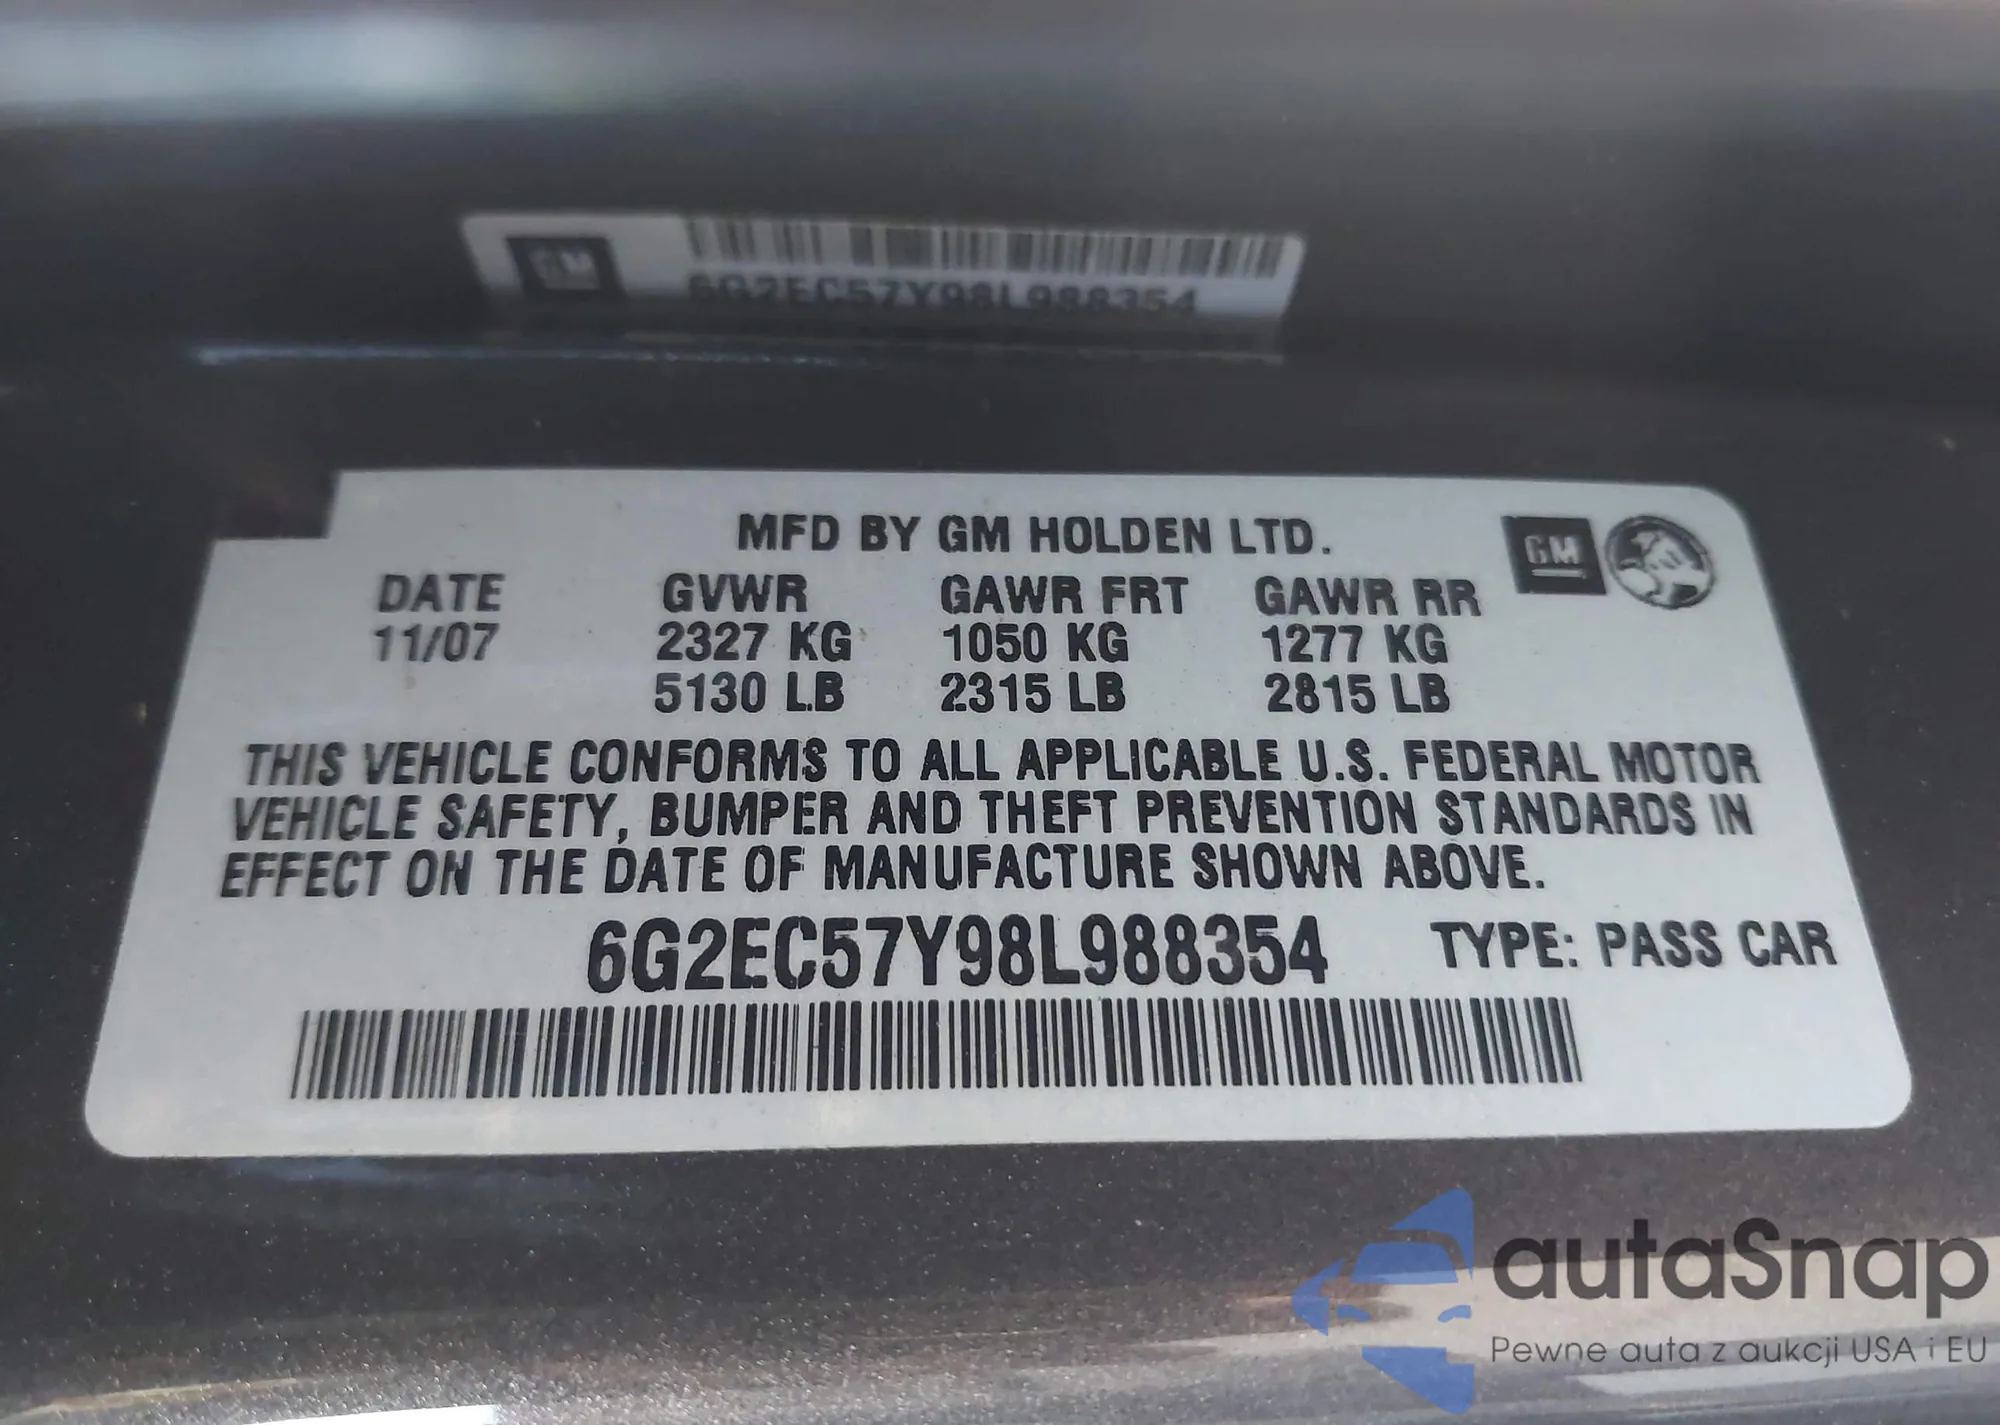 GM
6G2EC57Y98L988354
MFD BY GM HOLDEN LTD.
GM
DATE GVWR GAWR FRT GAWR RR
11/07 2327 KG 1050 KG 1277 KG
5130 LB 2315 LB 2815 LB
THIS VEHICLE CONFORMS TO ALL APPLICABLE U.S. FEDERAL MOTOR
VEHICLE SAFETY, BUMPER AND THEFT PREVENTION STANDARDS IN
EFFECT ON THE DATE OF MANUFACTURE SHOWN ABOVE.
6G2EC57Y98L988354 TYPE: PASS CAR
autaSnap
Pewne auta z aukcji USA i EU